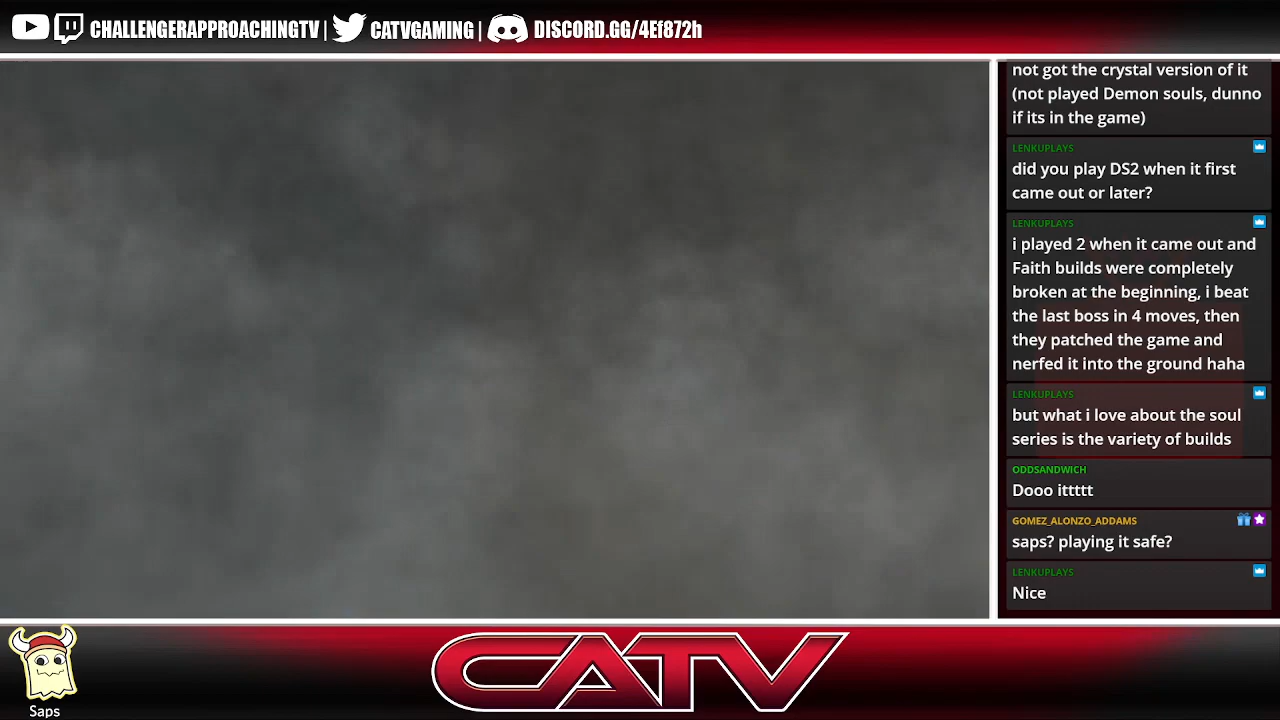 CHALLENGERAPPROACHINGTV | CATVGAMING | DISCORD.GG/4Ef872h
not got the crystal version of it
(not played Demon souls, dunno
if its in the game)
LENKUPLAYS
did you play DS2 when it first
came out or later?
LENKUPLAYS
i played 2 when it came out and
Faith builds were completely
broken at the beginning, i beat
the last boss in 4 moves, then
they patched the game and
nerfed it into the ground haha
LENKUPLAYS
but what i love about the soul
series is the variety of builds
ODDSANDWICH
Dooo ittttt
GOMEZ_ALONZO_ADDAMS
saps? playing it safe?
LENKUPLAYS
Nice
Saps
CATV